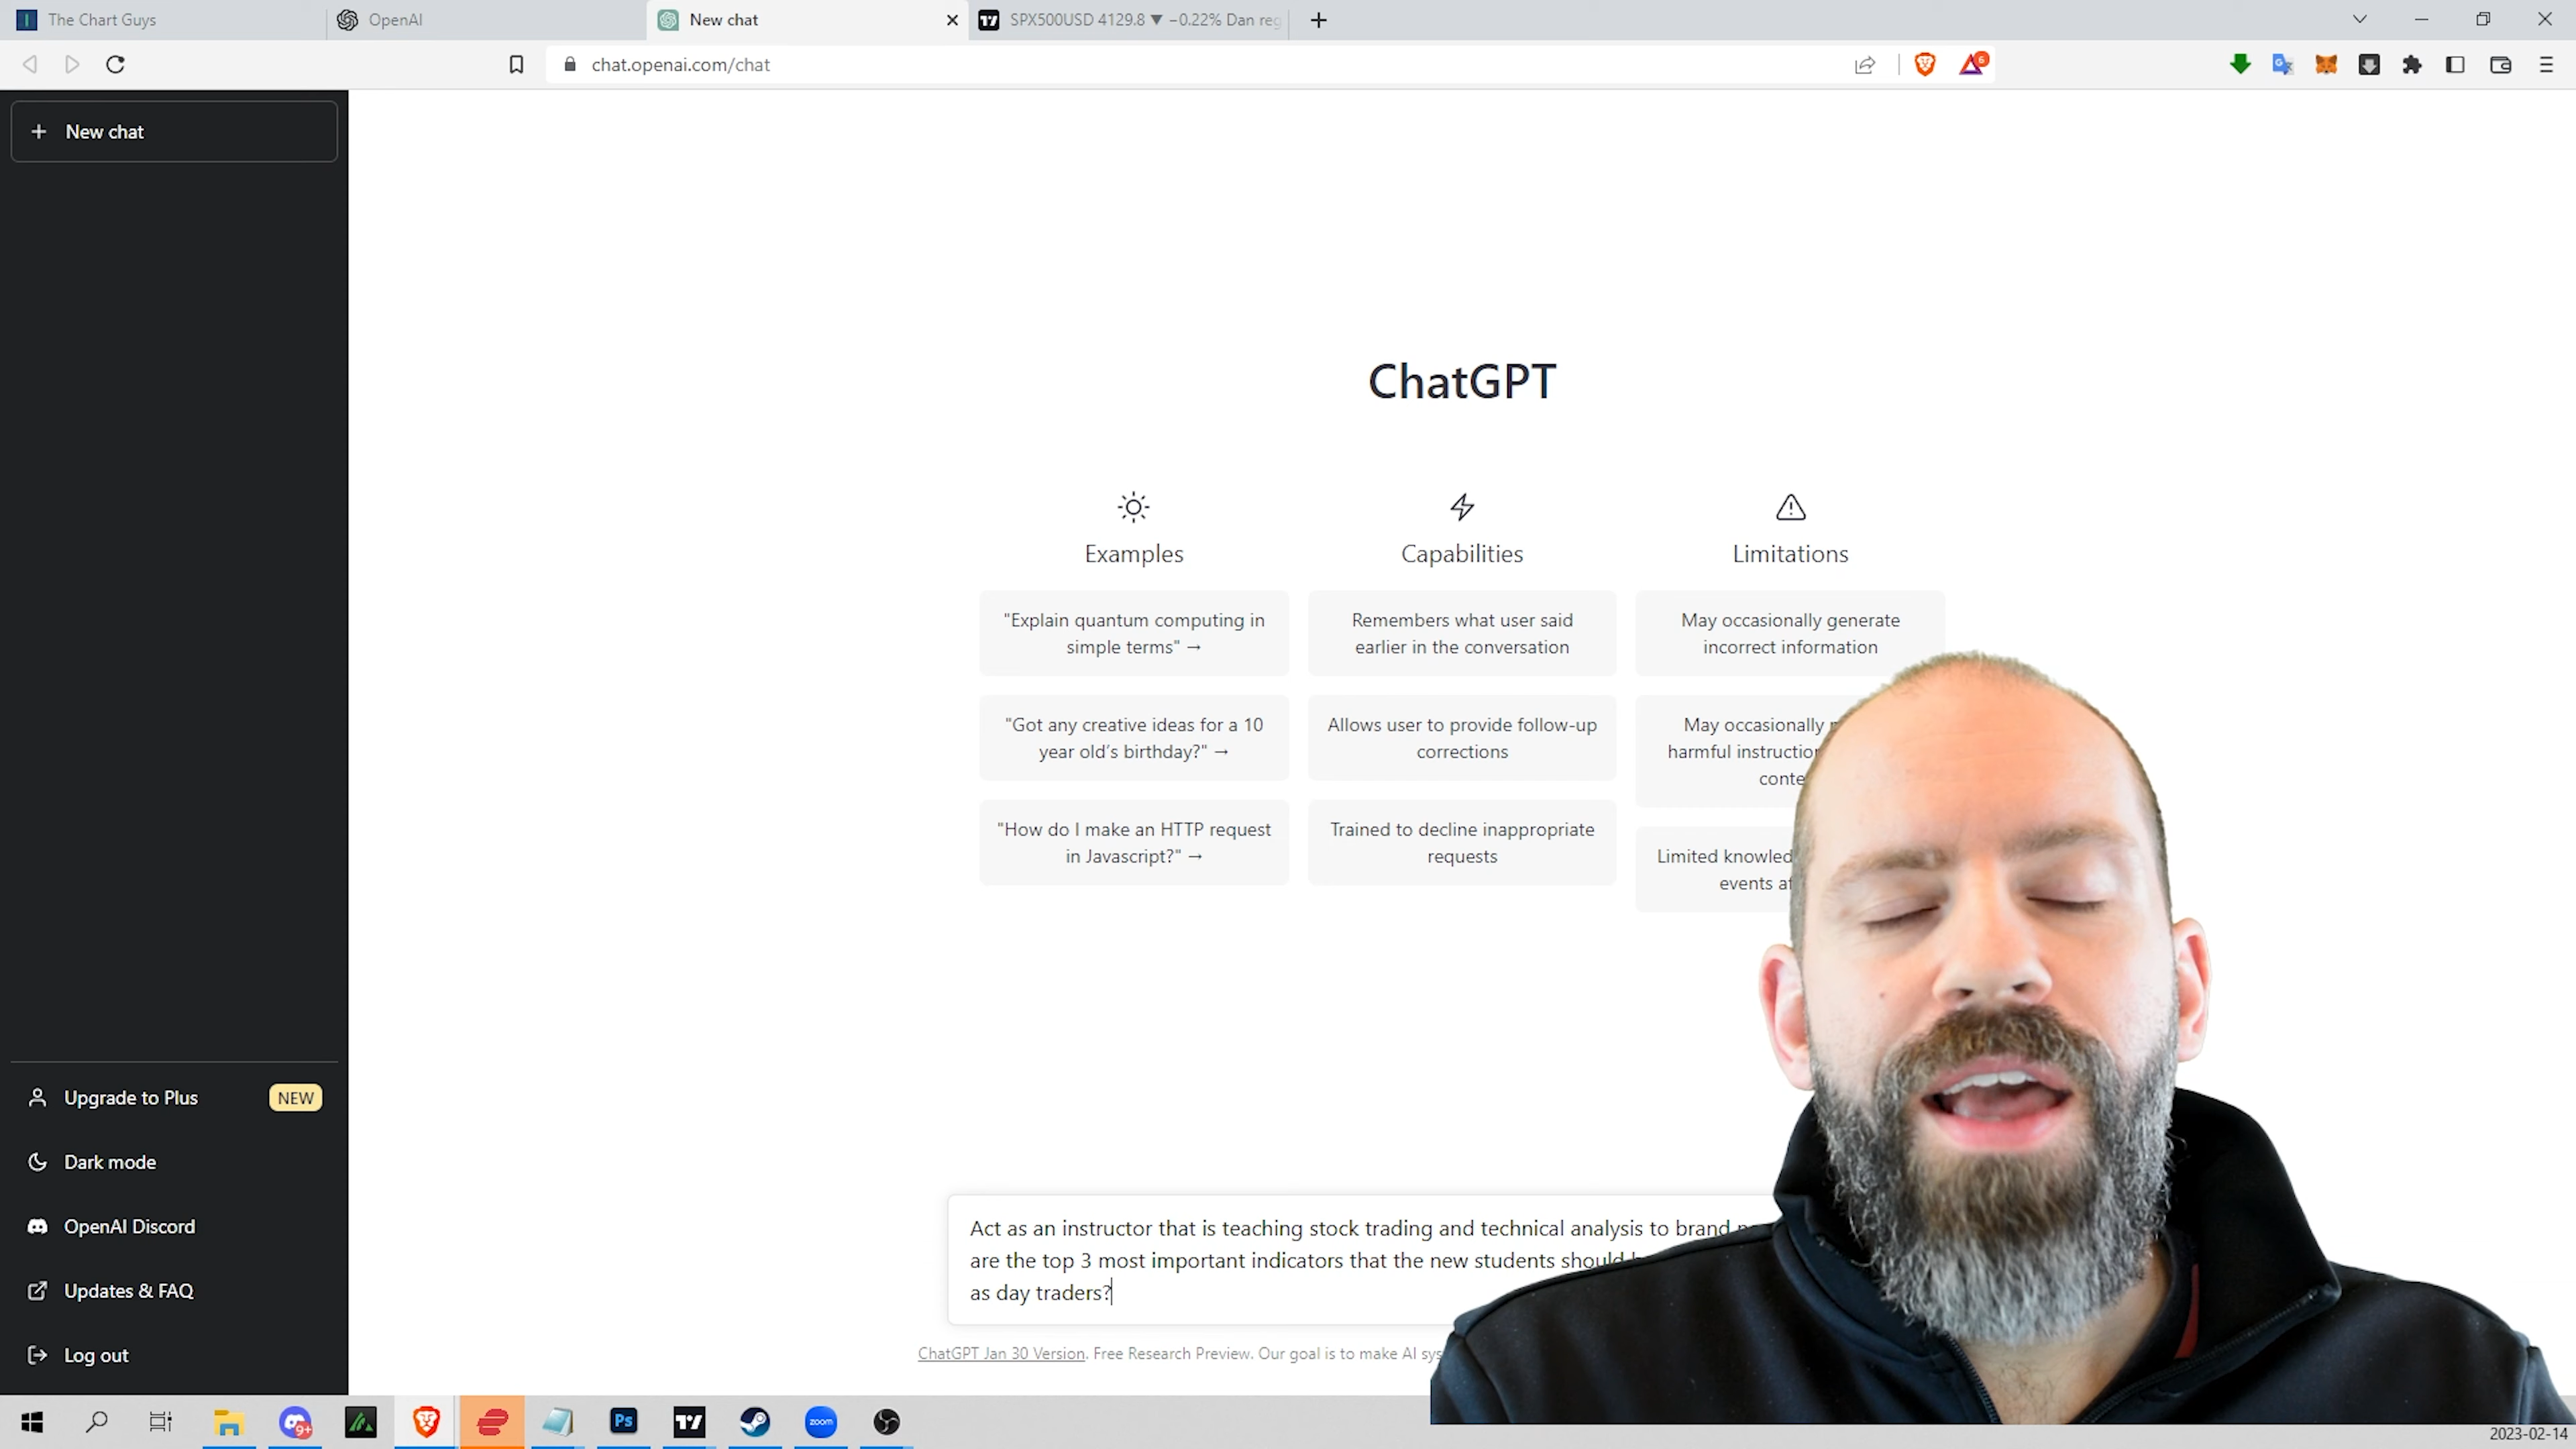 The Chart Guys
OpenAI
New chat
SPX500USD 4129.8 ▼ −0.22% Dan reg
chat.openai.com/chat
6
New chat
ChatGPT
Examples
Capabilities
Limitations
"Explain quantum computing in
simple terms" →
Remembers what user said
earlier in the conversation
May occasionally generate
incorrect information
"Got any creative ideas for a 10
year old's birthday?" →
Allows user to provide follow-up
corrections
May occasionally
harmful
"How do I make an HTTP request
in Javascript?" →
Trained to decline inappropriate
requests
Limited
events
Upgrade to Plus
NEW
Dark mode
OpenAI Discord
Updates & FAQ
Log out
Act as an instructor that is teaching stock trading and technical analysis to brand
are the top 3 most important indicators that the new students should
as day traders?
ChatGPT Jan 30 Version. Free Research Preview. Our goal is to make AI
9+
Ps
zoom
2023-02-14